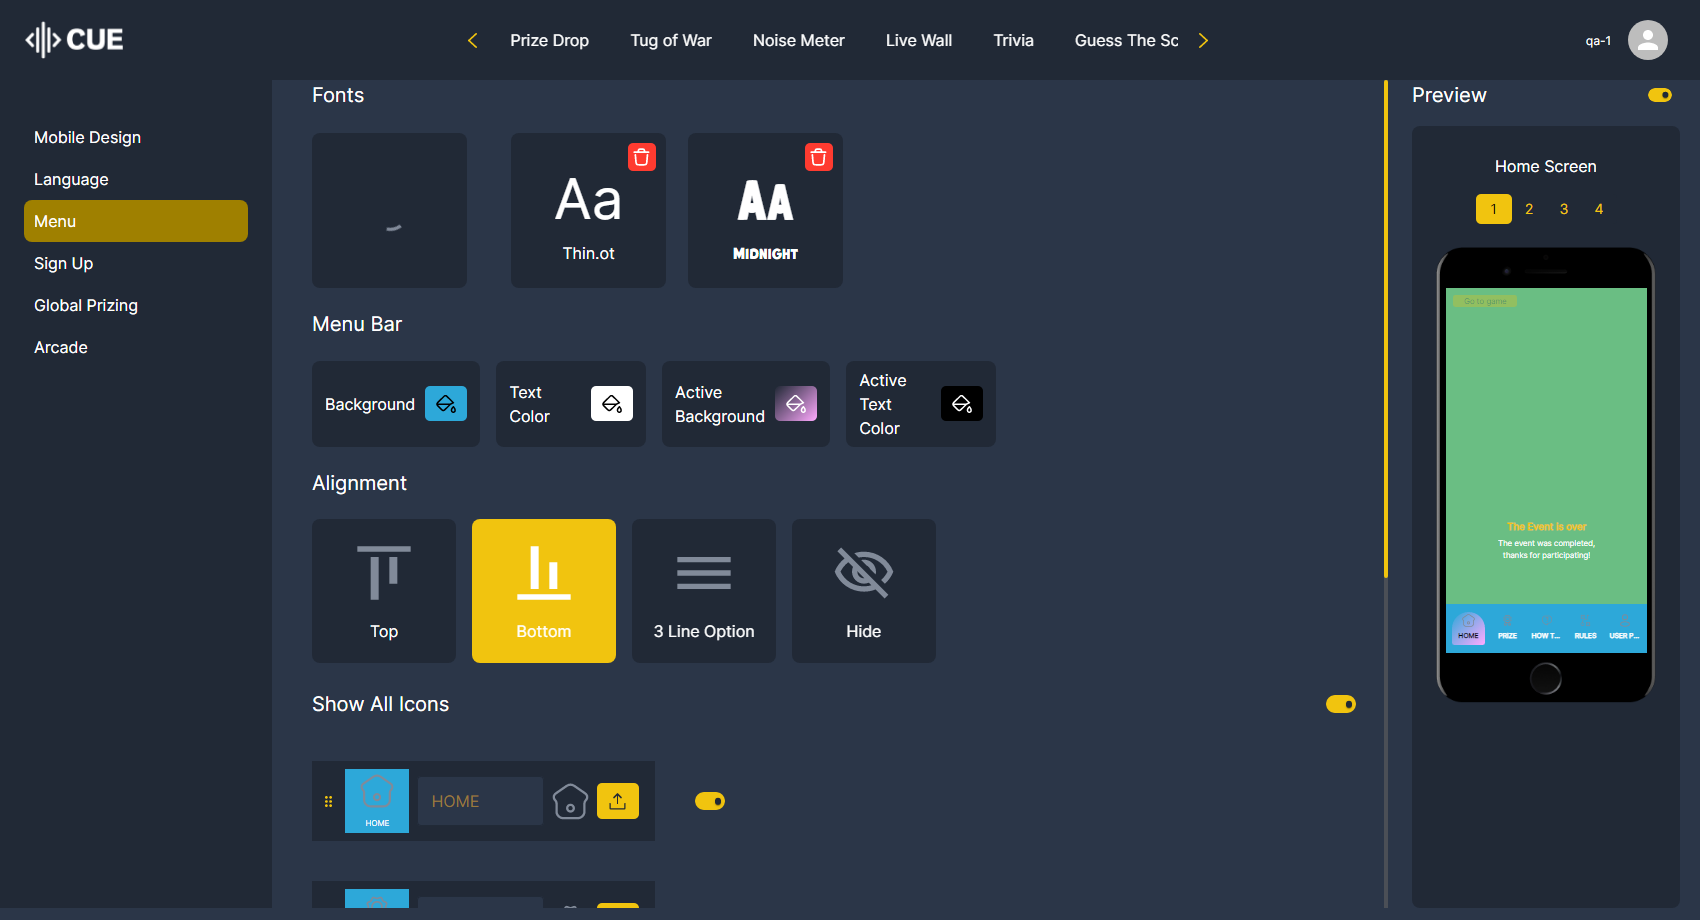 CUE
Prize Drop
Tug of War
Noise Meter
Live Wall
Trivia
Guess The Sc
qa-1
Mobile Design
Language
Menu
Sign Up
Global Prizing
Arcade
Fonts
Aa
Thin.ot
AA
MIDNIGHT
Menu Bar
Background
Text
Color
Active
Background
Active
Text
Color
Alignment
Top
Bottom
3 Line Option
Hide
Show All Icons
HOME
HOME
Preview
Home Screen
1
2
3
4
Go to game
The Event is over
The event was completed,
thanks for participating!
HOME
PRIZE
HOW T...
RULES
USER P...